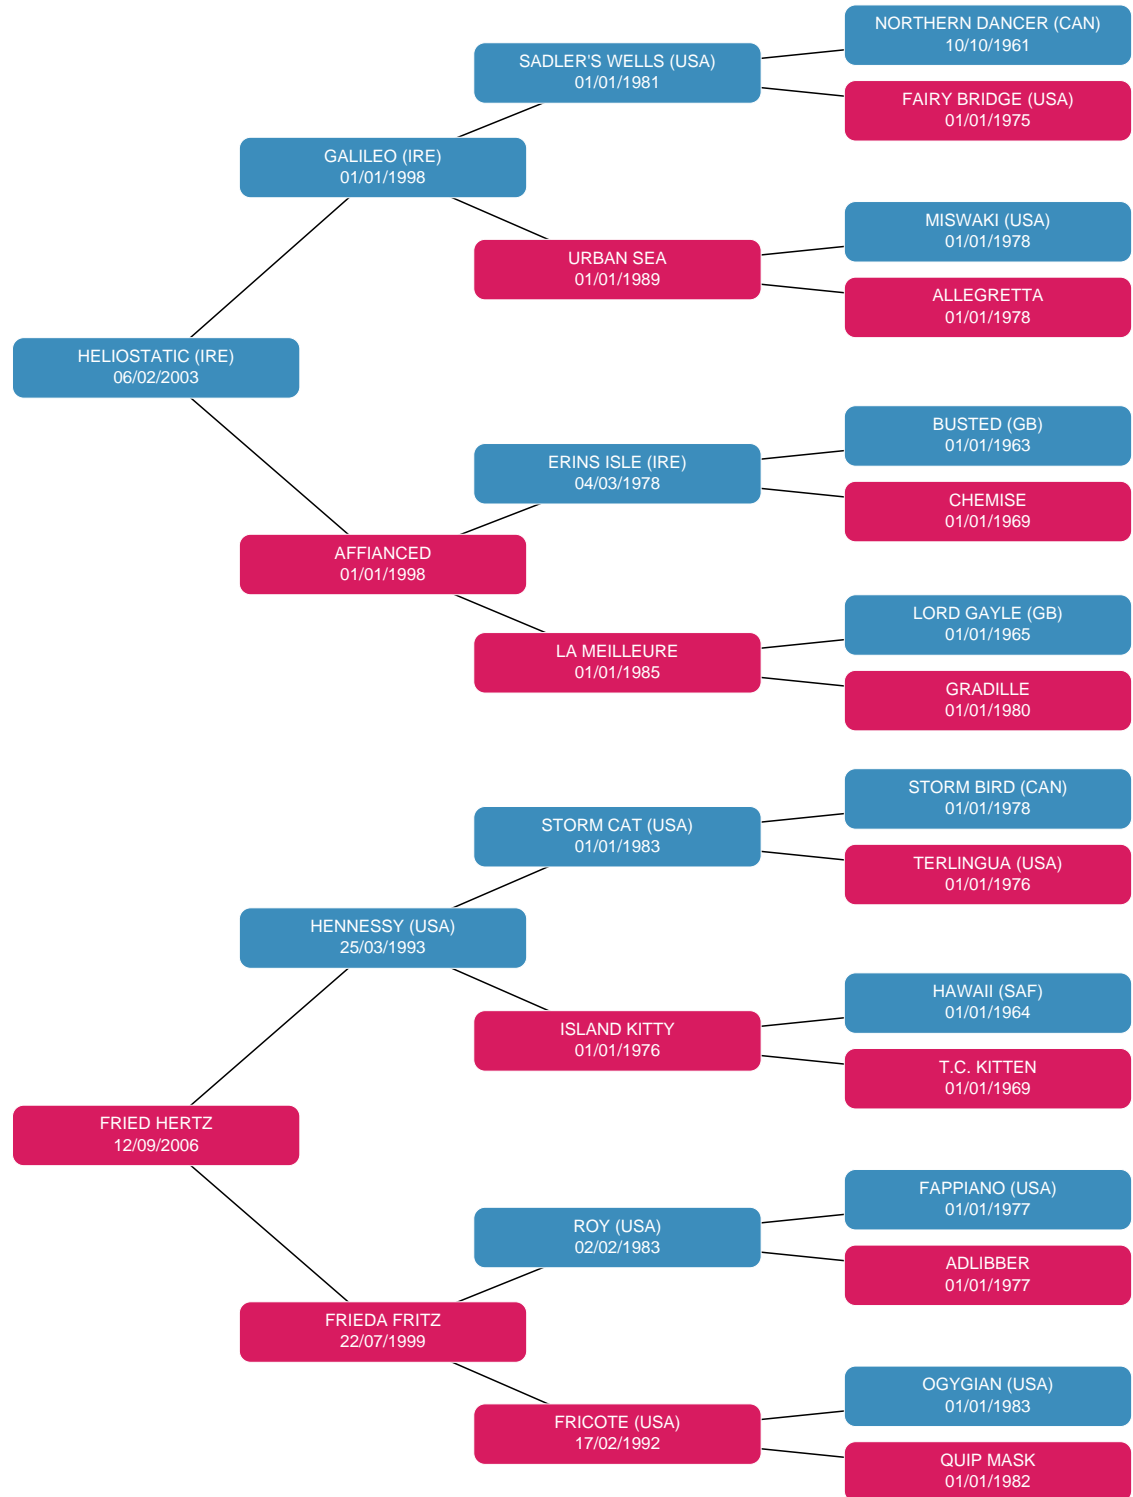 NORTHERN DANCER (CAN)
10/10/1961
SADLER'S WELLS (USA)
01/01/1981
FAIRY BRIDGE (USA)
01/01/1975
GALILEO (IRE)
01/01/1998
MISWAKI (USA)
01/01/1978
URBAN SEA
01/01/1989
ALLEGRETTA
01/01/1978
HELIOSTATIC (IRE)
06/02/2003
BUSTED (GB)
01/01/1963
ERINS ISLE (IRE)
04/03/1978
CHEMISE
01/01/1969
AFFIANCED
01/01/1998
LORD GAYLE (GB)
01/01/1965
LA MEILLEURE
01/01/1985
GRADILLE
01/01/1980
STORM BIRD (CAN)
01/01/1978
STORM CAT (USA)
01/01/1983
TERLINGUA (USA)
01/01/1976
HENNESSY (USA)
25/03/1993
HAWAII (SAF)
01/01/1964
ISLAND KITTY
01/01/1976
T.C. KITTEN
01/01/1969
FRIED HERTZ
12/09/2006
FAPPIANO (USA)
01/01/1977
ROY (USA)
02/02/1983
ADLIBBER
01/01/1977
FRIEDA FRITZ
22/07/1999
OGYGIAN (USA)
01/01/1983
FRICOTE (USA)
17/02/1992
QUIP MASK
01/01/1982